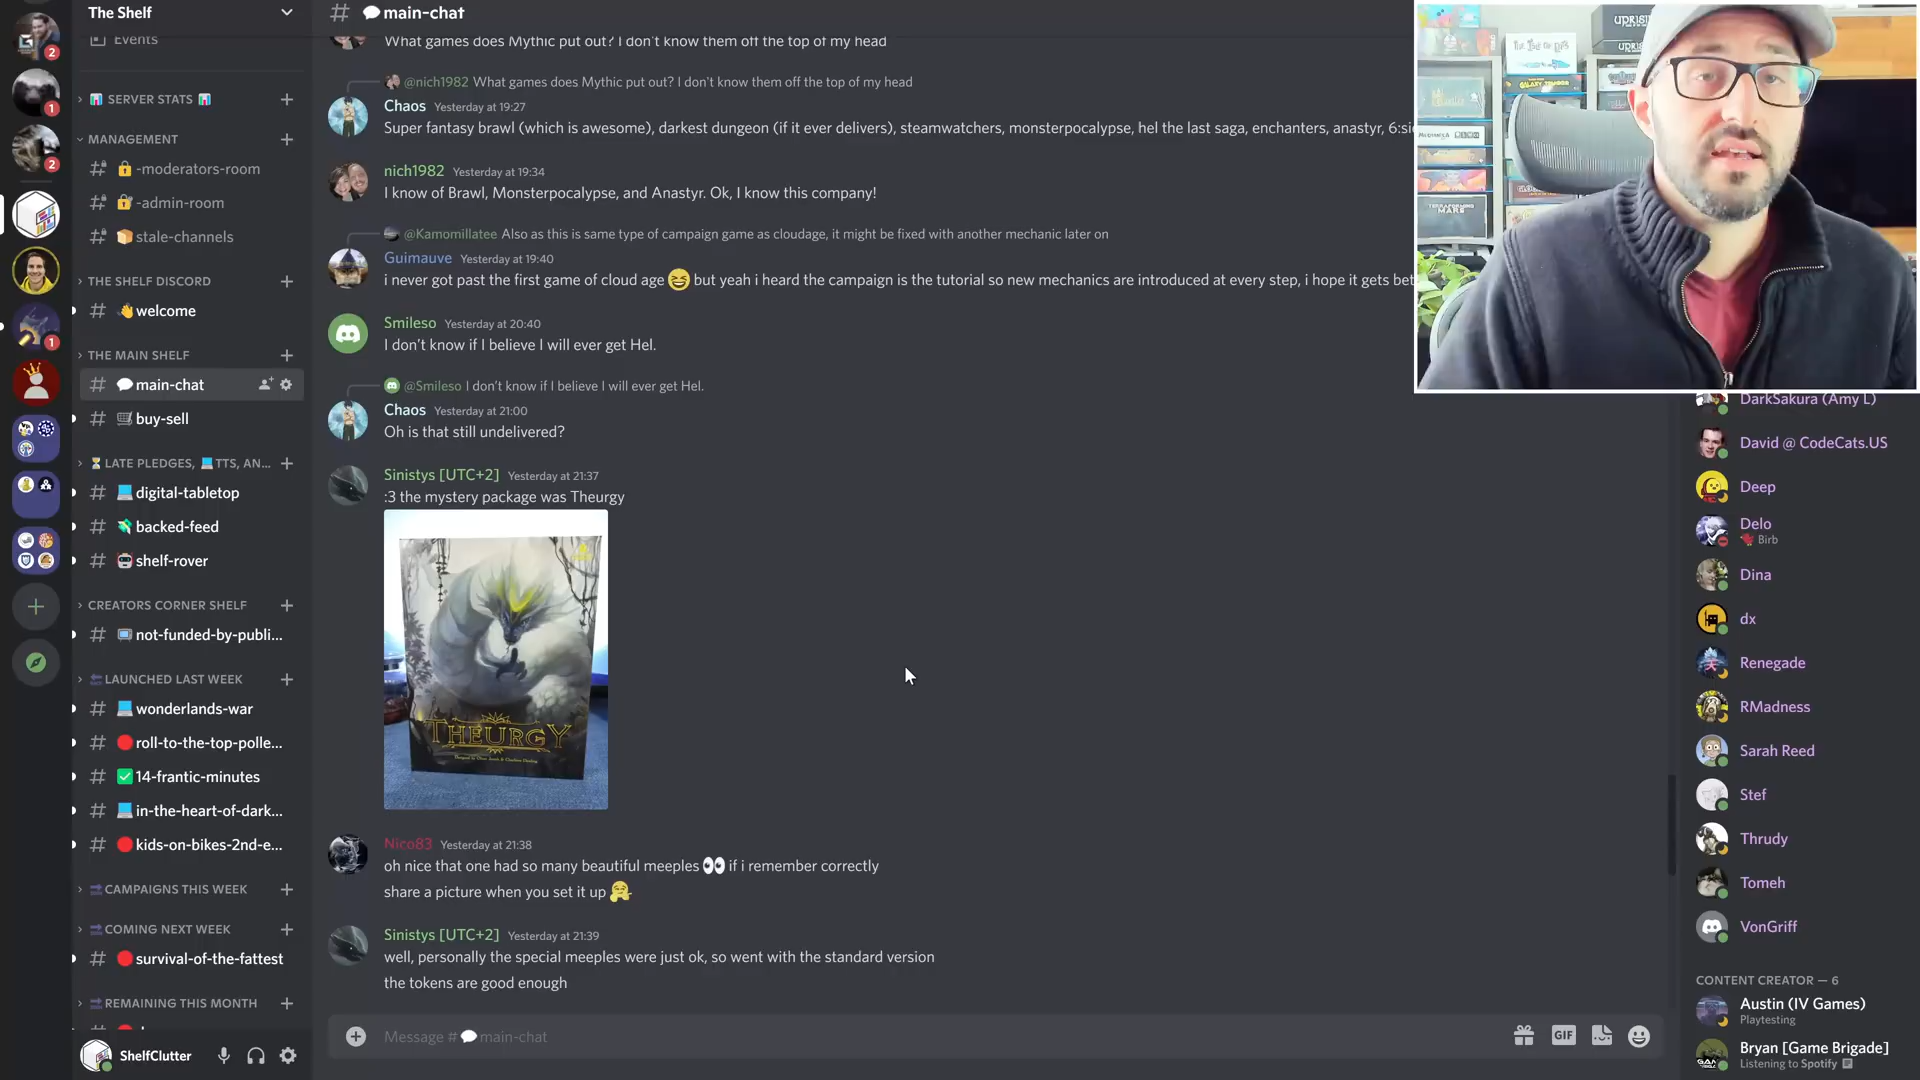 The Shelf
Events
SERVER STATS
MANAGEMENT
-moderators-room
-admin-room
stale-channels
THE SHELF DISCORD
welcome
THE MAIN SHELF
main-chat
buy-sell
LATE PLEDGES, TTS, AN...
digital-tabletop
backed-feed
shelf-rover
CREATORS CORNER SHELF
not-funded-by-publi...
LAUNCHED LAST WEEK
wonderlands-war
roll-to-the-top-polle...
14-frantic-minutes
in-the-heart-of-dark...
kids-on-bikes-2nd-e...
CAMPAIGNS THIS WEEK
COMING NEXT WEEK
survival-of-the-fattest
REMAINING THIS MONTH
ShelfClutter
# main-chat
What games does Mythic put out? I don't know them off the top of my head
@nich1982 What games does Mythic put out? I don't know them off the top of my head
Chaos Yesterday at 19:27
Super fantasy brawl (which is awesome), darkest dungeon (if it ever delivers), steamwatchers, monsterpocalypse, hel the last saga, enchanters, anastyr, 6:si
nich1982 Yesterday at 19:34
I know of Brawl, Monsterpocalypse, and Anastyr. Ok, I know this company!
@Kamomillatee Also as this is same type of campaign game as cloudage, it might be fixed with another mechanic later on
Guimauve Yesterday at 19:40
i never got past the first game of cloud age 😆 but yeah i heard the campaign is the tutorial so new mechanics are introduced at every step, i hope it gets bet
Smileso Yesterday at 20:40
I don't know if I believe I will ever get Hel.
@Smileso I don't know if I believe I will ever get Hel.
Chaos Yesterday at 21:00
Oh is that still undelivered?
Sinistys [UTC+2] Yesterday at 21:37
:3 the mystery package was Theurgy
THEURGY
Nico83 Yesterday at 21:38
oh nice that one had so many beautiful meeples 👀 if i remember correctly
share a picture when you set it up
Sinistys [UTC+2] Yesterday at 21:39
well, personally the special meeples were just ok, so went with the standard version
the tokens are good enough
Message # main-chat
GIF
TERRAFORMING
MARS
DarkSakura (Amy L)
David @ CodeCats.US
Deep
Delo
Birb
Dina
dx
Renegade
RMadness
Sarah Reed
Stef
Thrudy
Tomeh
VonGriff
CONTENT CREATOR — 6
Austin (IV Games)
Playtesting
Bryan [Game Brigade]
Listening to Spotify
2
1
2
1